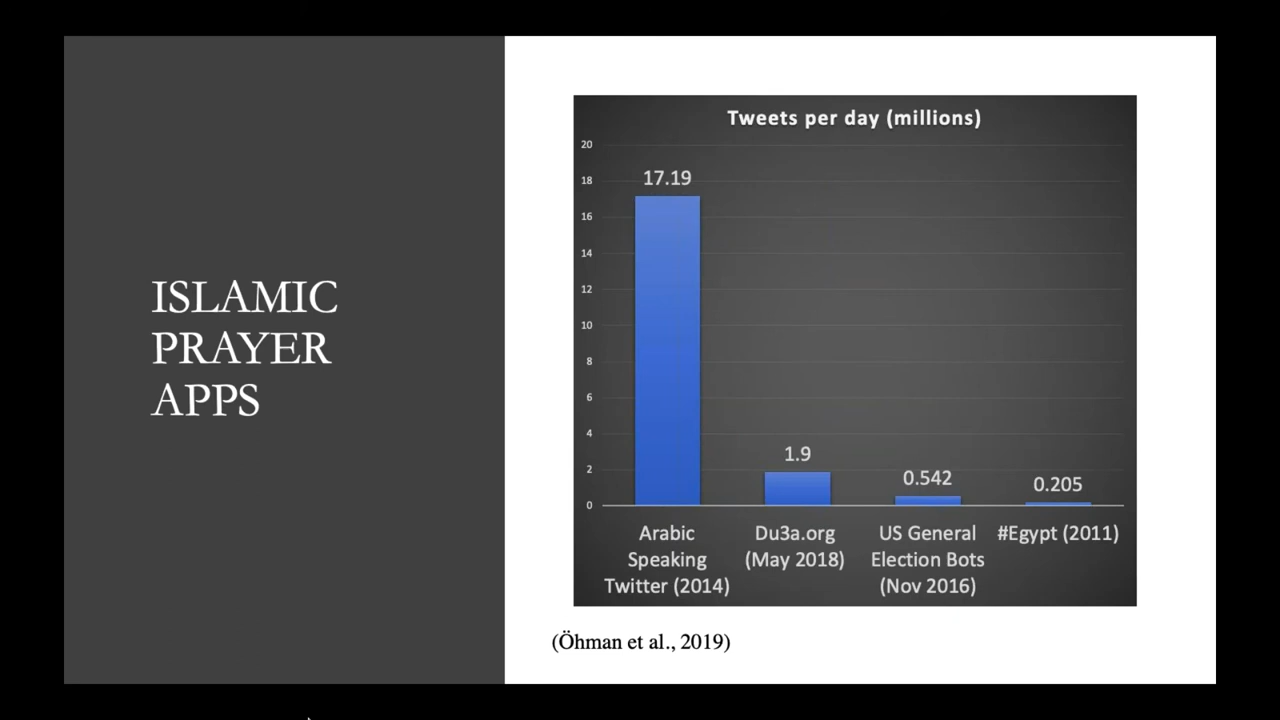 ISLAMIC
PRAYER
APPS
Tweets per day (millions)
20
18
16
14
12
10
8
6
4
2
0
17.19
1.9
0.542
0.205
Arabic
Speaking
Twitter (2014)
Du3a.org
(May 2018)
US General
Election Bots
(Nov 2016)
#Egypt (2011)
(Öhman et al., 2019)